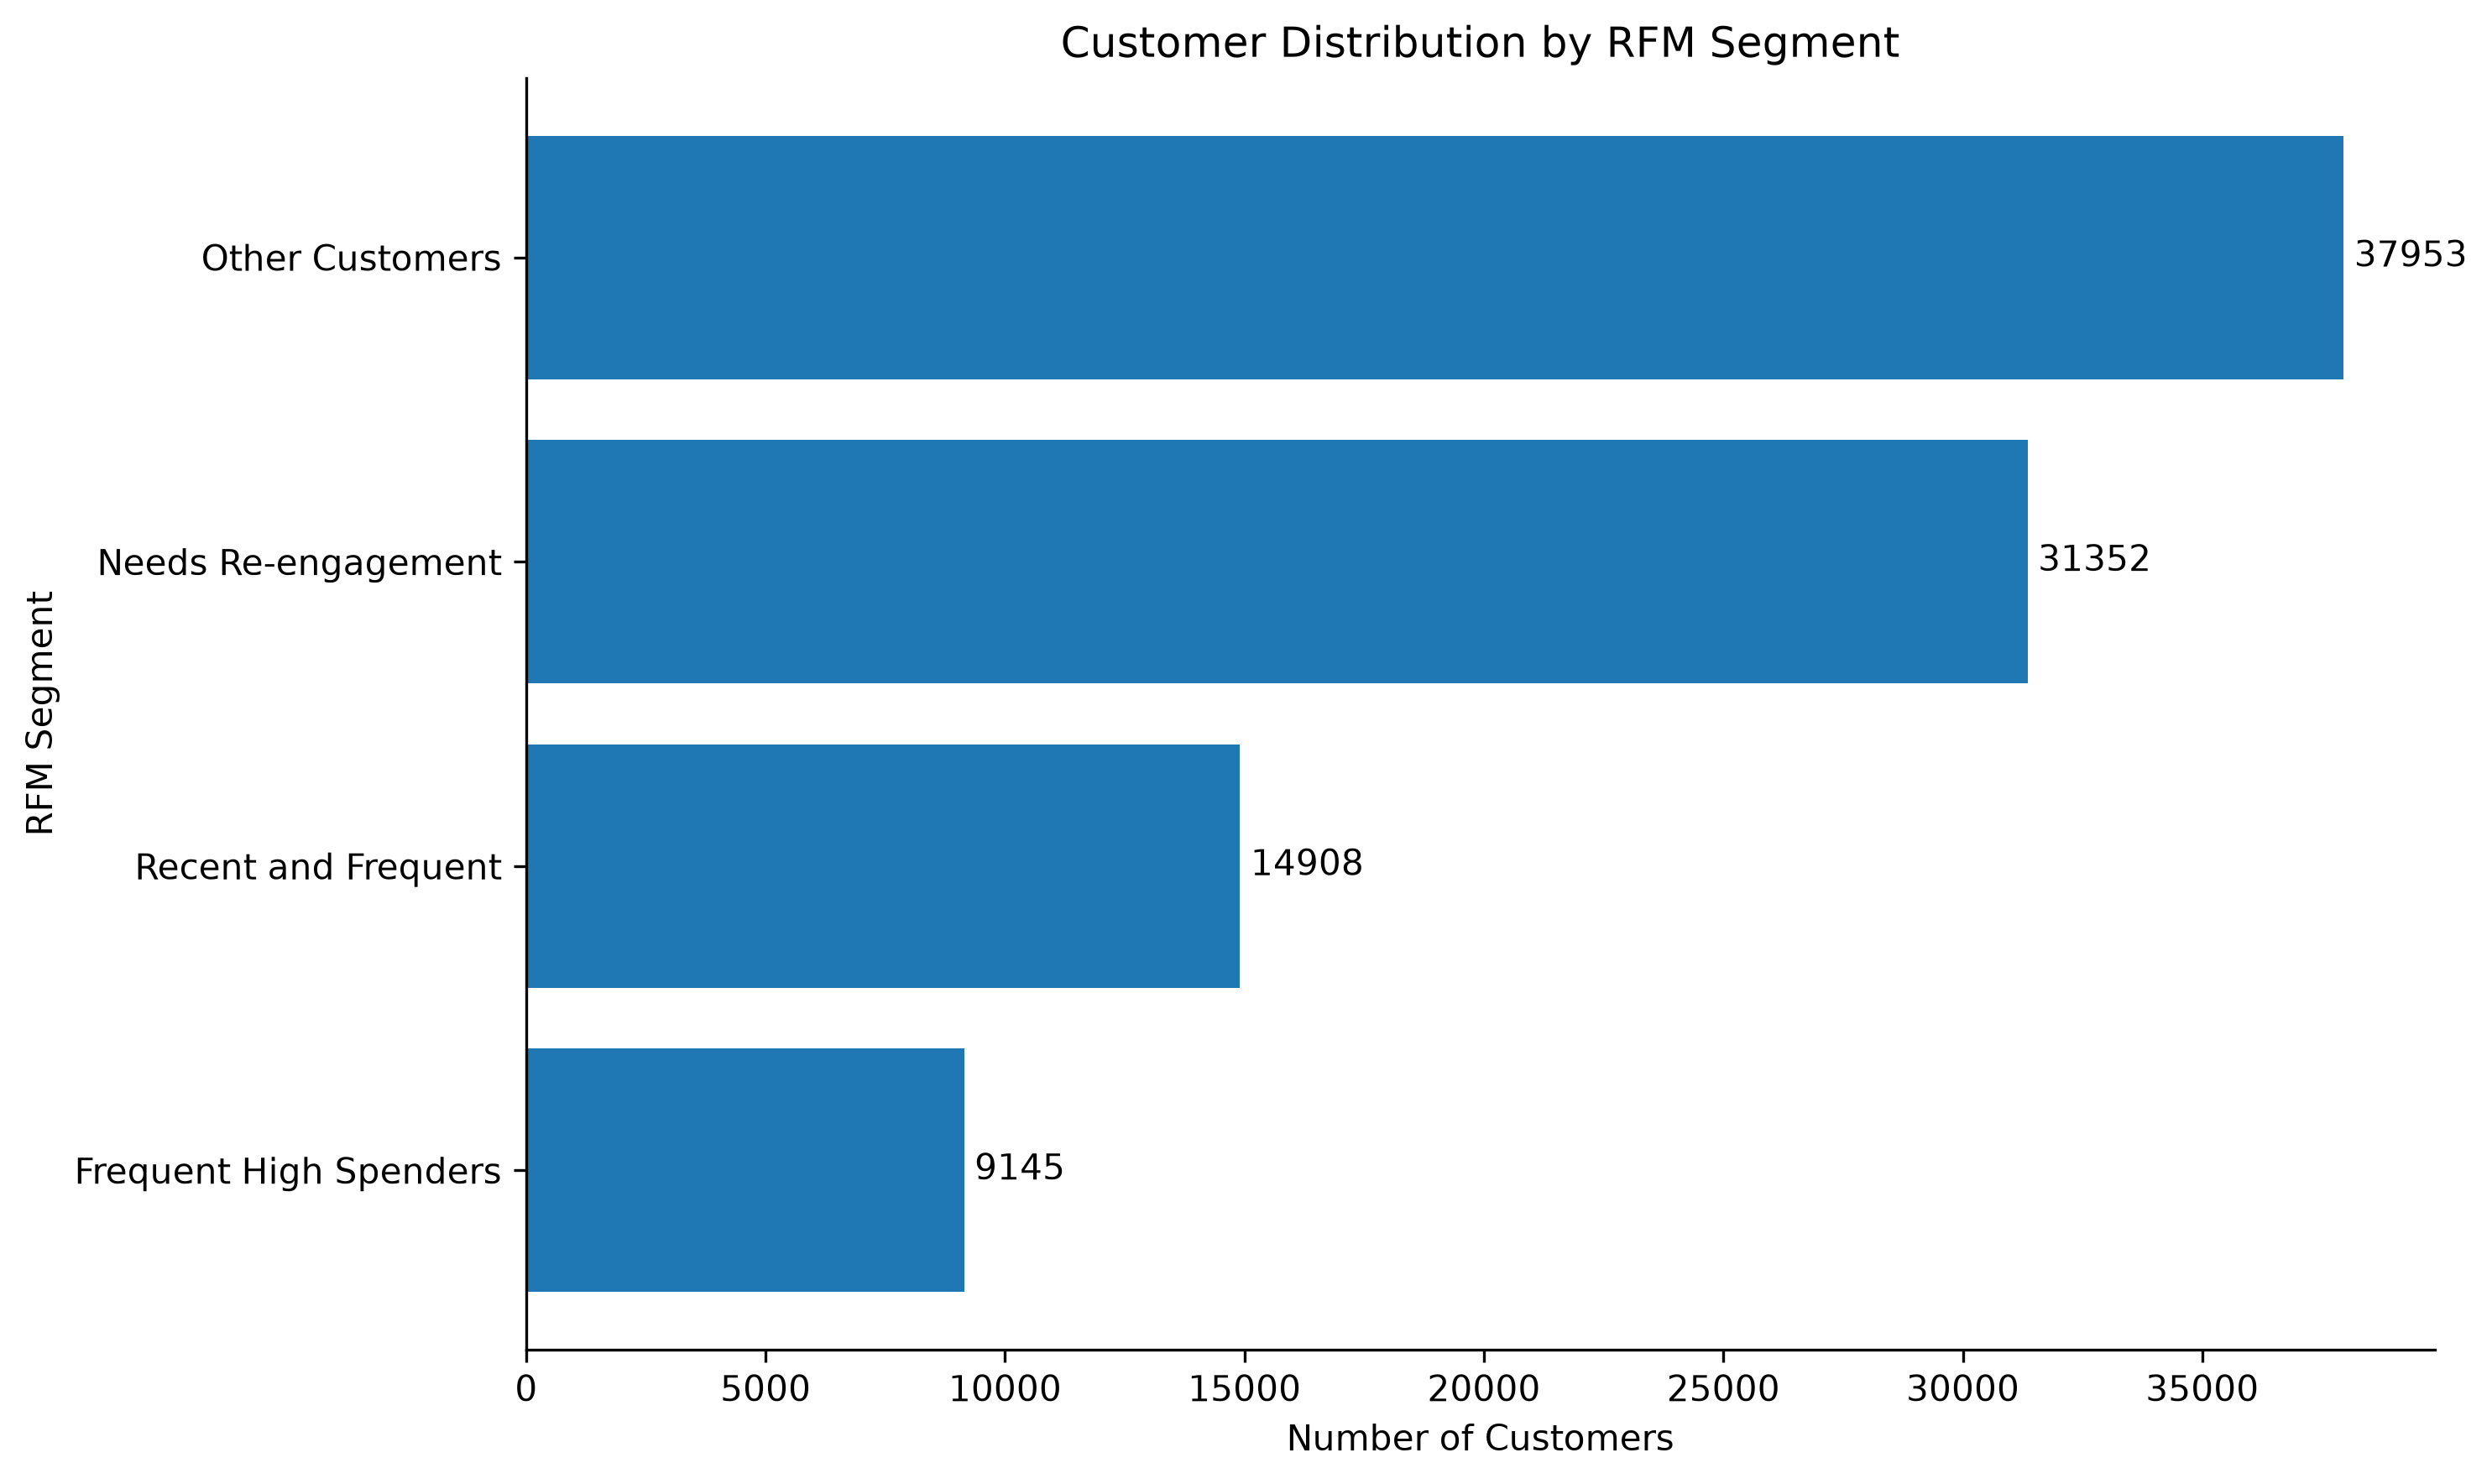 Customer Distribution by RFM Segment
RFM Segment
Other Customers
37953
Needs Re-engagement
31352
Recent and Frequent
14908
Frequent High Spenders
9145
0 5000 10000 15000 20000 25000 30000 35000
Number of Customers